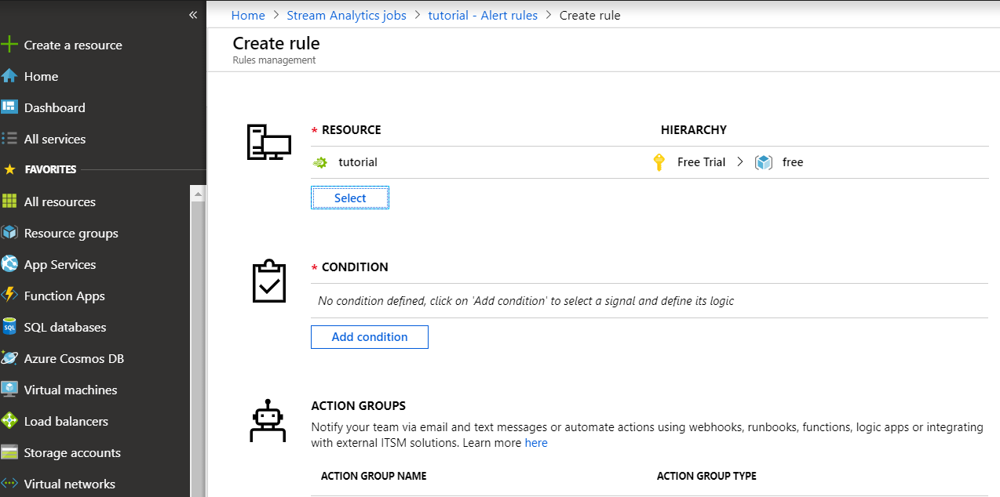 «
Create a resource
Home
Dashboard
All services
FAVORITES
All resources
Resource groups
App Services
Function Apps
SQL
SQL databases
Azure Cosmos DB
Virtual machines
Load balancers
Storage accounts
Virtual networks
Home > Stream Analytics jobs > tutorial - Alert rules > Create rule
Create rule
Rules management
* RESOURCE HIERARCHY
tutorial Free Trial > free
Select
* CONDITION
No condition defined, click on 'Add condition' to select a signal and define its logic
Add condition
ACTION GROUPS
Notify your team via email and text messages or automate actions using webhooks, runbooks, functions, logic apps or integrating
with external ITSM solutions. Learn more here
ACTION GROUP NAME ACTION GROUP TYPE